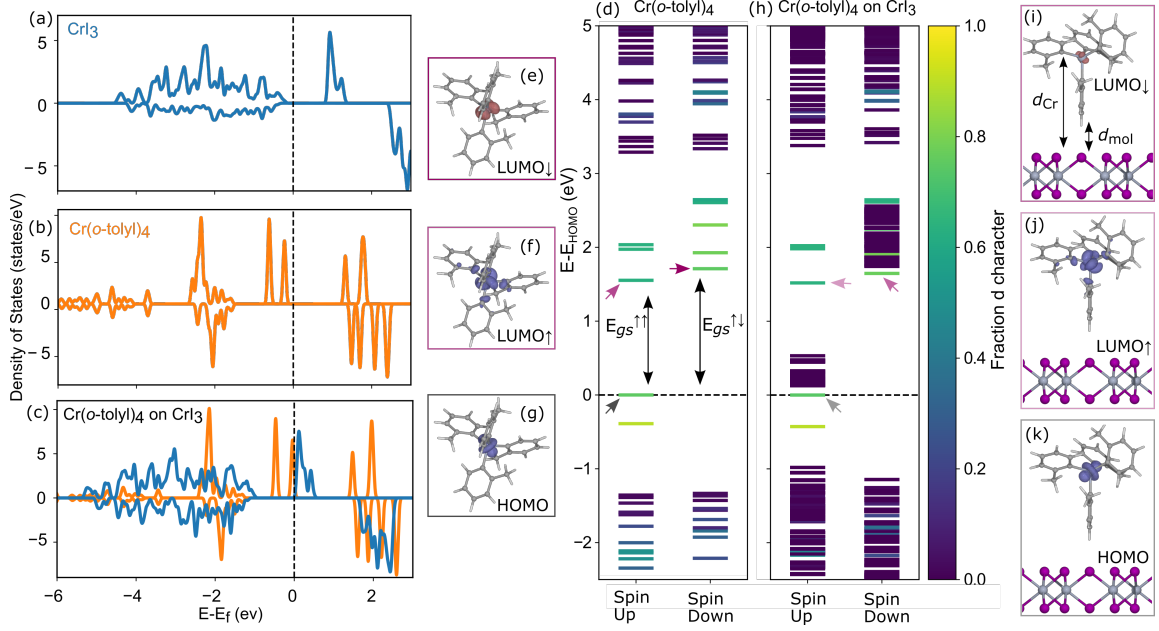 (a)
CrI3
5
0
−5
(b)
Cr(o-tolyl)4
5
0
−5
(c)
Cr(o-tolyl)4 on CrI3
5
0
−5
−6
−4
−2
0
2
E-Ef (ev)
Density of States (states/eV)
(e)
LUMO↓
(f)
LUMO↑
(g)
HOMO
(d)
Cr(o-tolyl)4
5
4
3
2
1
0
−1
−2
E-EHOMO (eV)
Egs↑↑
Egs↑↓
Spin
Up
Spin
Down
(h)
Cr(o-tolyl)4 on CrI3
Spin
Up
Spin
Down
1.0
0.8
0.6
0.4
0.2
0.0
Fraction d character
(i)
LUMO↓
dCr
dmol
(j)
LUMO↑
(k)
HOMO